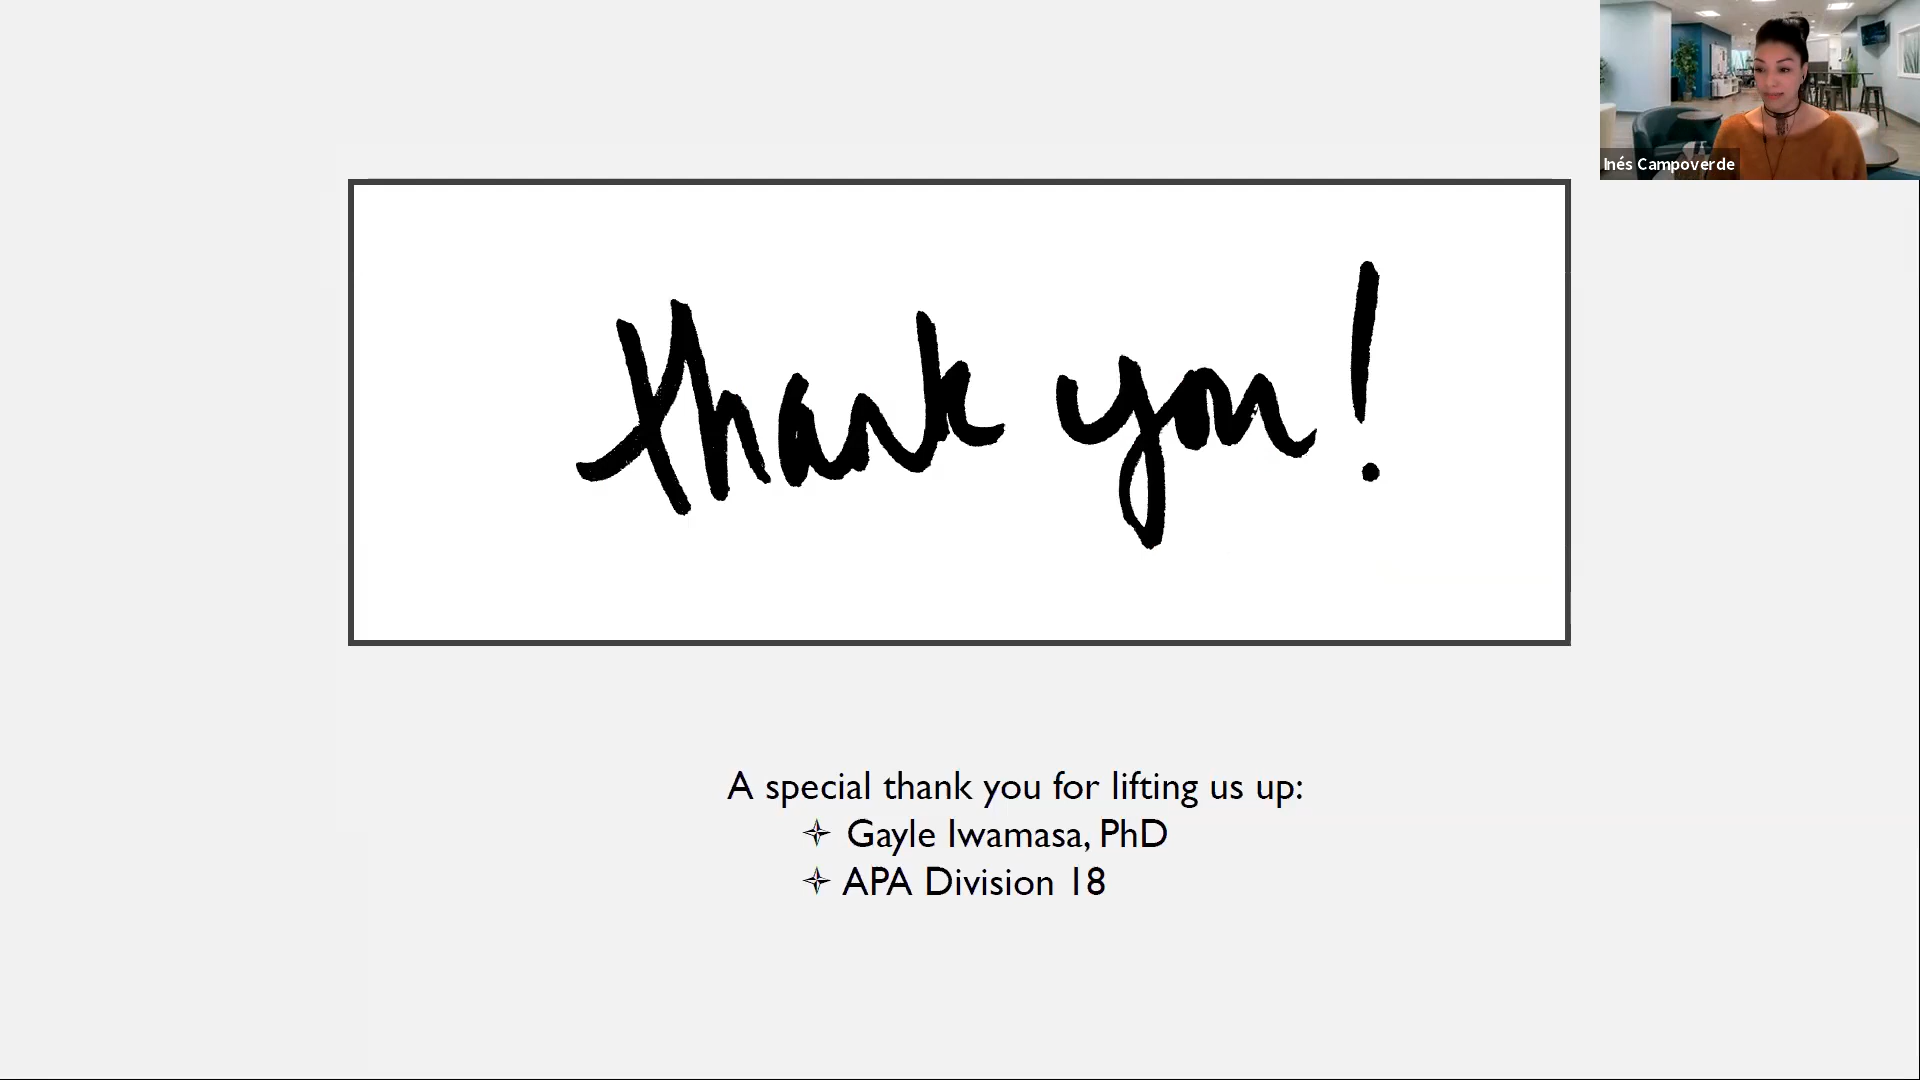 Inés Campoverde
thank you!
A special thank you for lifting us up:
Gayle Iwamasa, PhD
APA Division 18